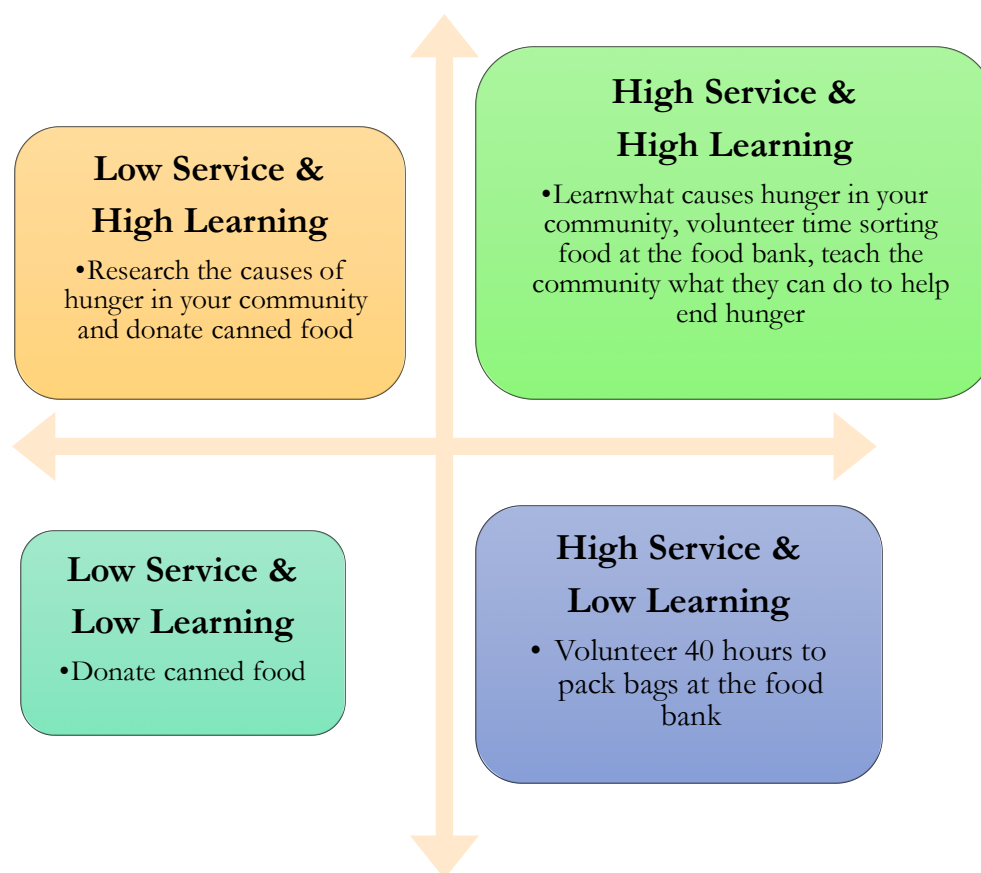 Low Service &
High Learning
•Research the causes of
hunger in your community
and donate canned food
High Service &
High Learning
•Learnwhat causes hunger in your
community, volunteer time sorting
food at the food bank, teach the
community what they can do to help
end hunger
Low Service &
Low Learning
•Donate canned food
High Service &
Low Learning
• Volunteer 40 hours to
pack bags at the food
bank